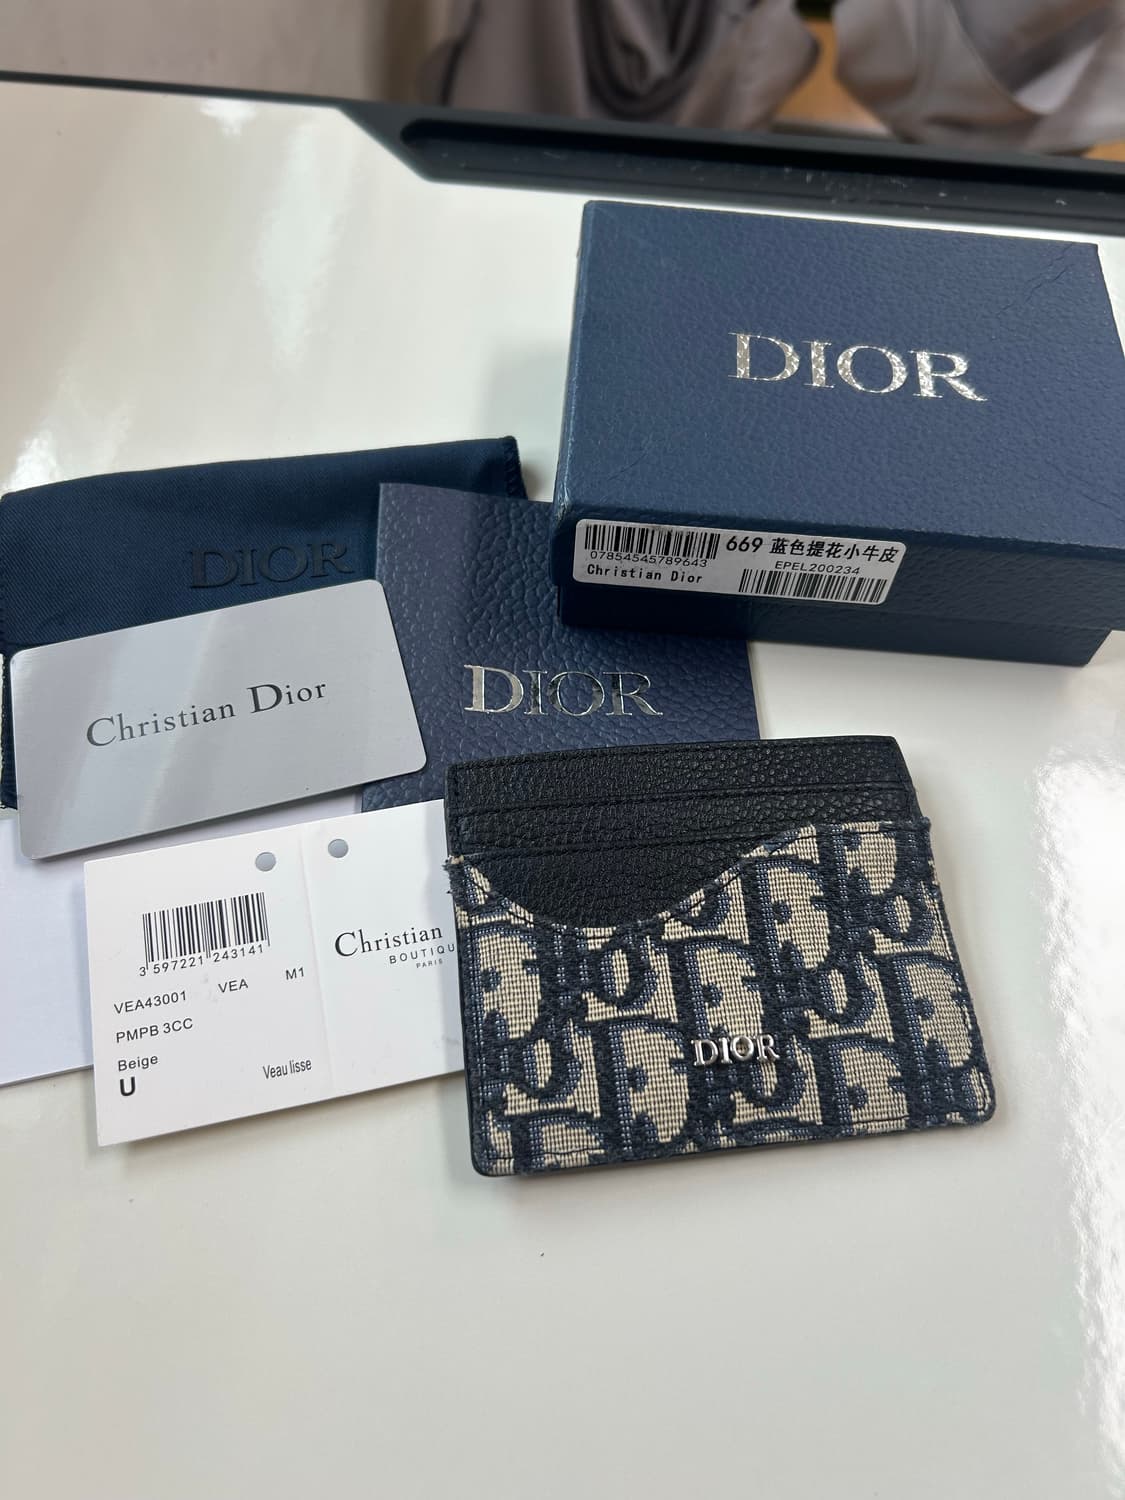 DIOR
07854545789643
669 蓝色提花小牛皮
Christian Dior
EPEL200234
DIOR
DIOR
Christian Dior
3 597221 243141
VEA43001 VEA M1
PMPB 3CC
Beige
U
Veau lisse
Christian
BOUTIQU
PARIS
DIOR